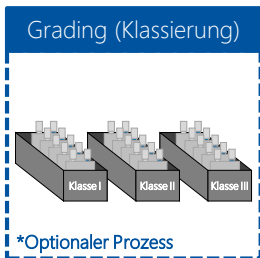 Grading (Klassierung)
Klasse I Klasse II Klasse III
*Optionaler Prozess